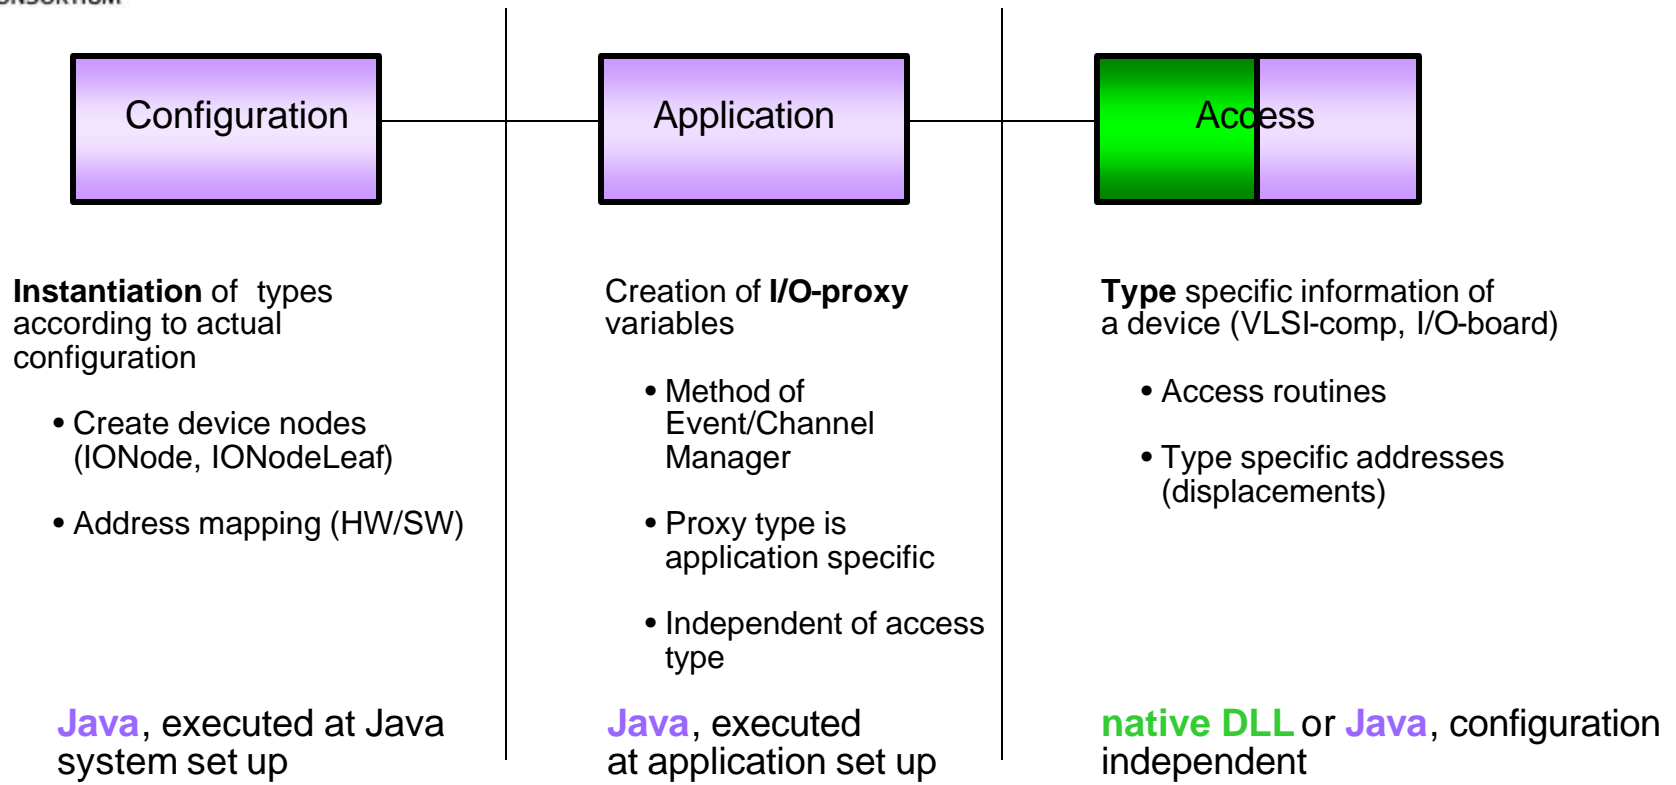 Configuration
Application
Access
Instantiation of types
according to actual
configuration
• Create device nodes
(IONode, IONodeLeaf)
• Address mapping (HW/SW)
Java, executed at Java
system set up
Creation of I/O-proxy
variables
• Method of
Event/Channel
Manager
• Proxy type is
application specific
• Independent of access
type
Java, executed
at application set up
Type specific information of
a device (VLSI-comp, I/O-board)
• Access routines
• Type specific addresses
(displacements)
native DLL or Java, configuration
independent